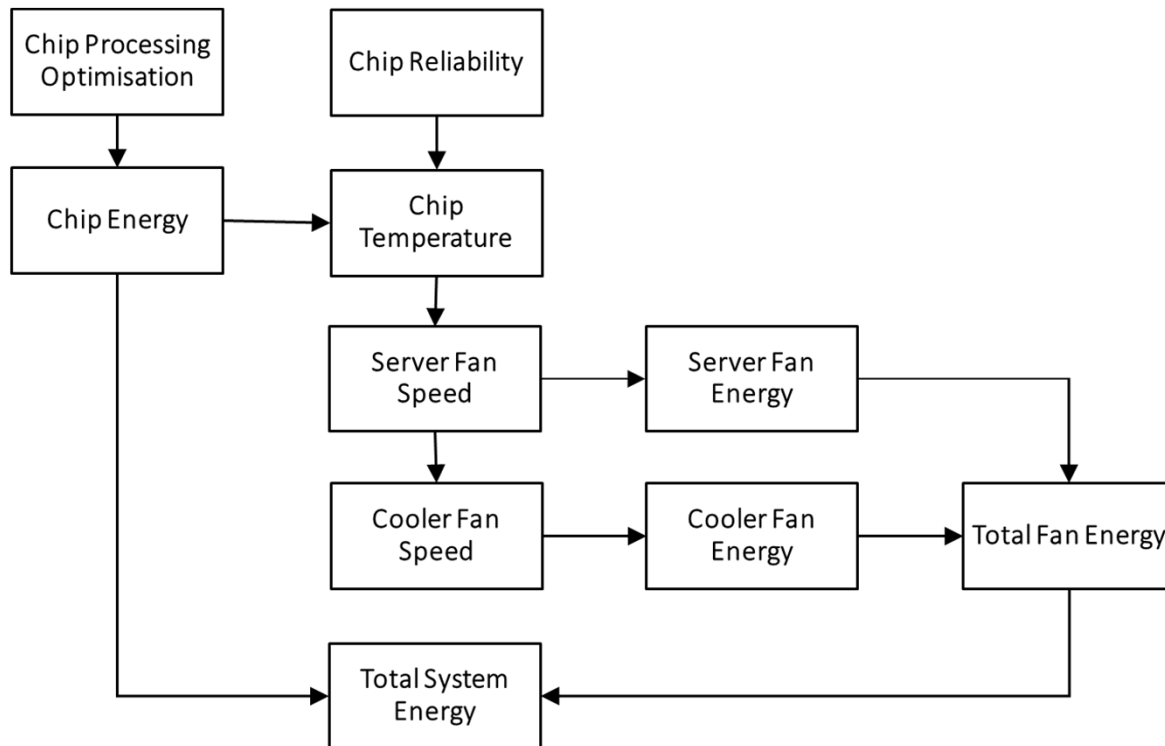 Chip Processing
Optimisation
Chip Reliability
Chip Energy
Chip
Temperature
Server Fan
Speed
Server Fan
Energy
Cooler Fan
Speed
Cooler Fan
Energy
Total Fan Energy
Total System
Energy